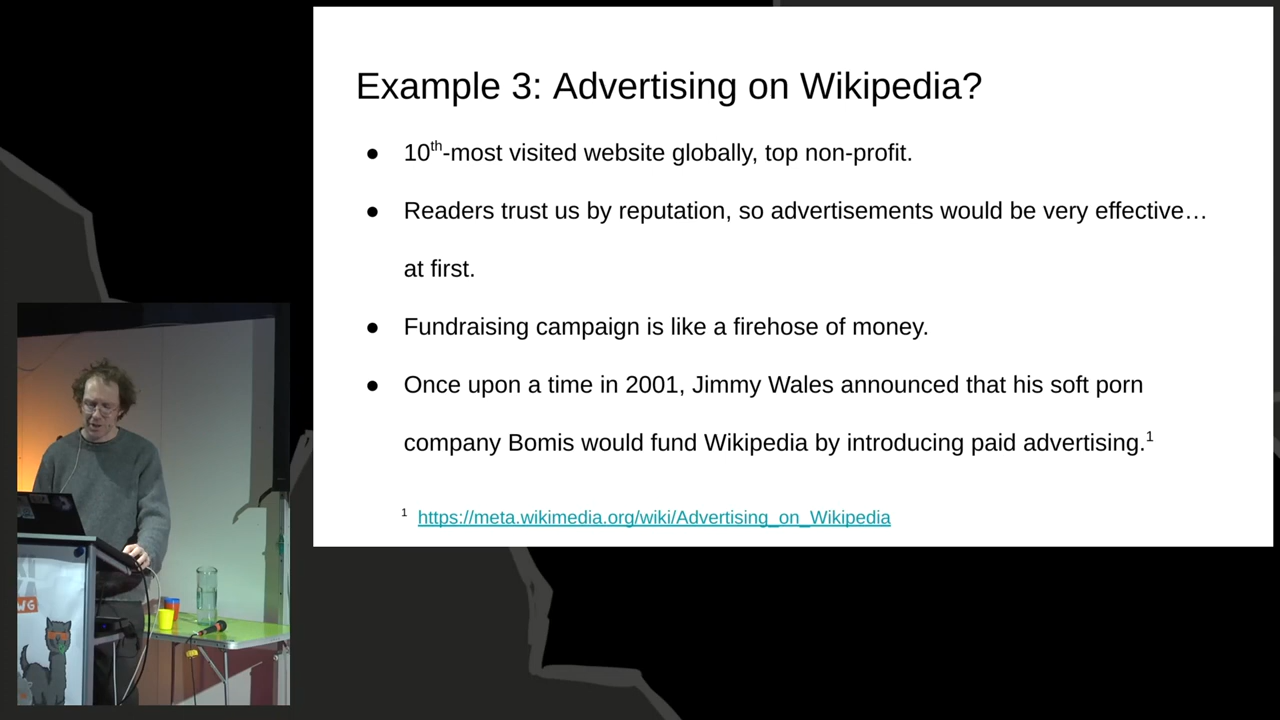 Example 3: Advertising on Wikipedia?
● 10th-most visited website globally, top non-profit.
● Readers trust us by reputation, so advertisements would be very effective…
at first.
● Fundraising campaign is like a firehose of money.
● Once upon a time in 2001, Jimmy Wales announced that his soft porn
company Bomis would fund Wikipedia by introducing paid advertising.1
1 https://meta.wikimedia.org/wiki/Advertising_on_Wikipedia
WG